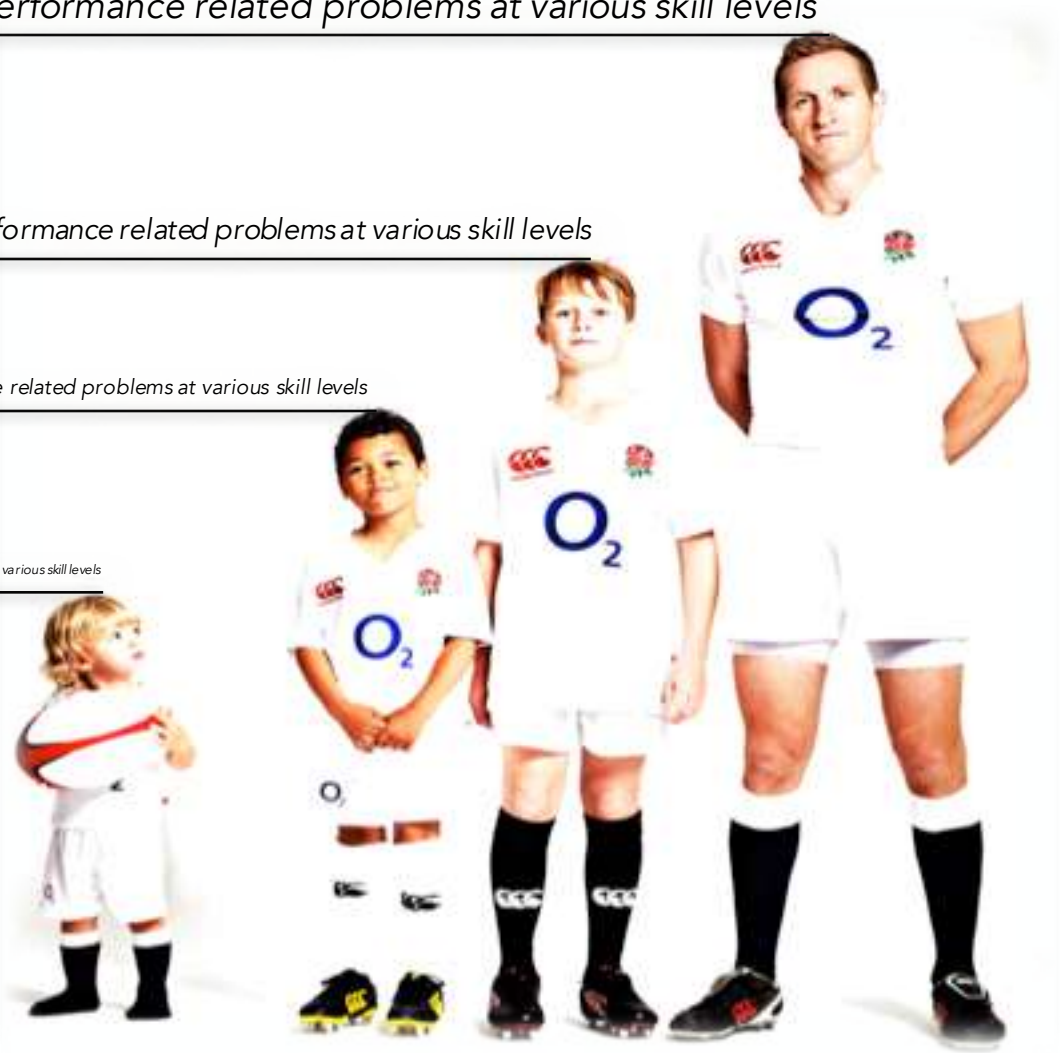 erformance related problems at various skill levels
formance related problems at various skill levels
e related problems at various skill levels
various skill levels
O2
O2
O2
O2